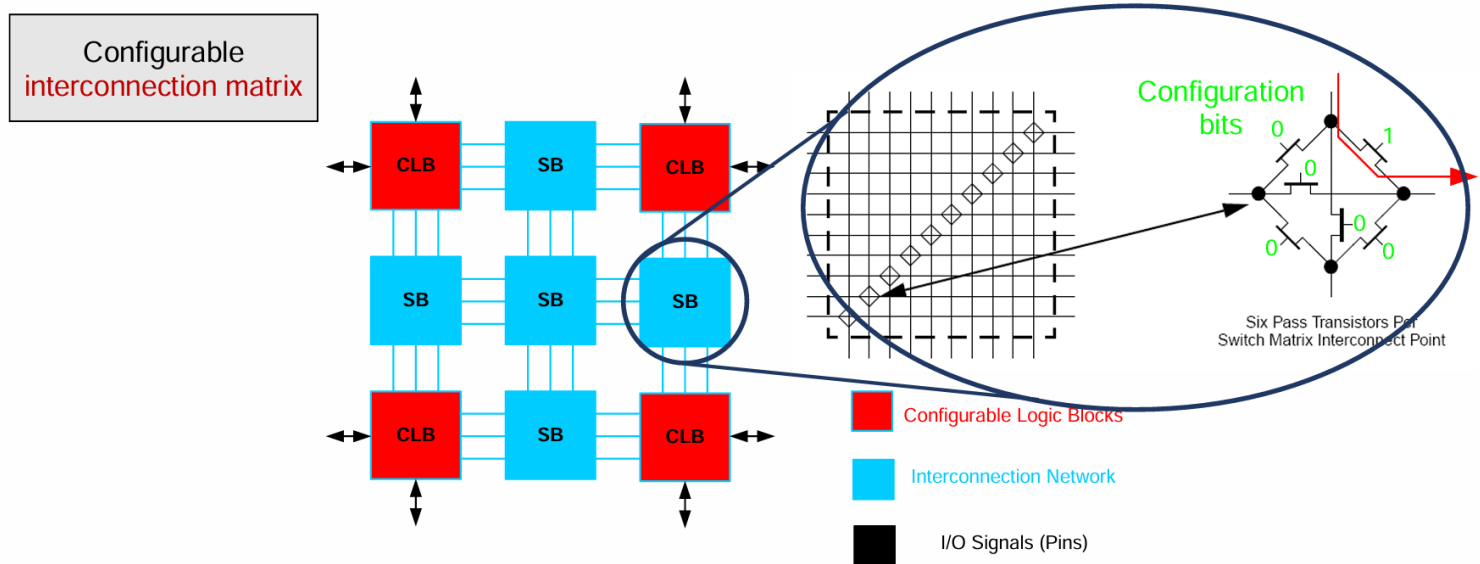 Configurable
interconnection matrix
Configuration
bits
CLB
SB
CLB
0
1
0
0
0
0
SB
SB
SB
Six Pass Transistors Per
Switch Matrix Interconnect Point
CLB
SB
CLB
Configurable Logic Blocks
Interconnection Network
I/O Signals (Pins)